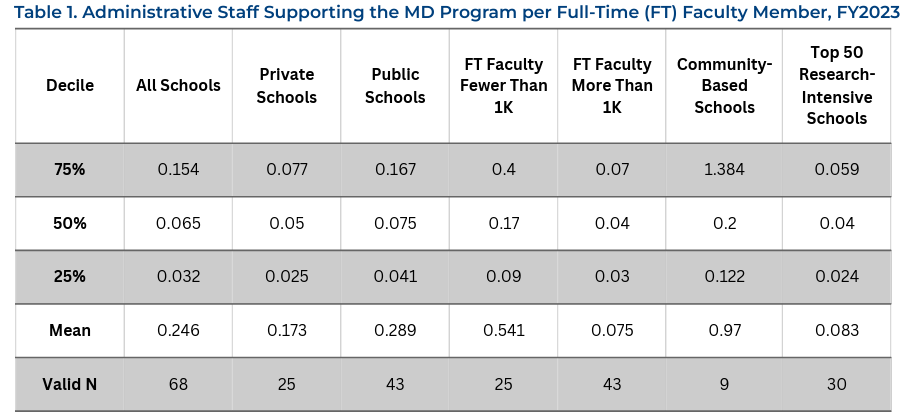 Table 1. Administrative Staff Supporting the MD Program per Full-Time (FT) Faculty Member, FY2023
Decile All Schools Private Schools Public Schools FT Faculty Fewer Than 1K FT Faculty More Than 1K Community-Based Schools Top 50 Research-Intensive Schools
75% 0.154 0.077 0.167 0.4 0.07 1.384 0.059
50% 0.065 0.05 0.075 0.17 0.04 0.2 0.04
25% 0.032 0.025 0.041 0.09 0.03 0.122 0.024
Mean 0.246 0.173 0.289 0.541 0.075 0.97 0.083
Valid N 68 25 43 25 43 9 30